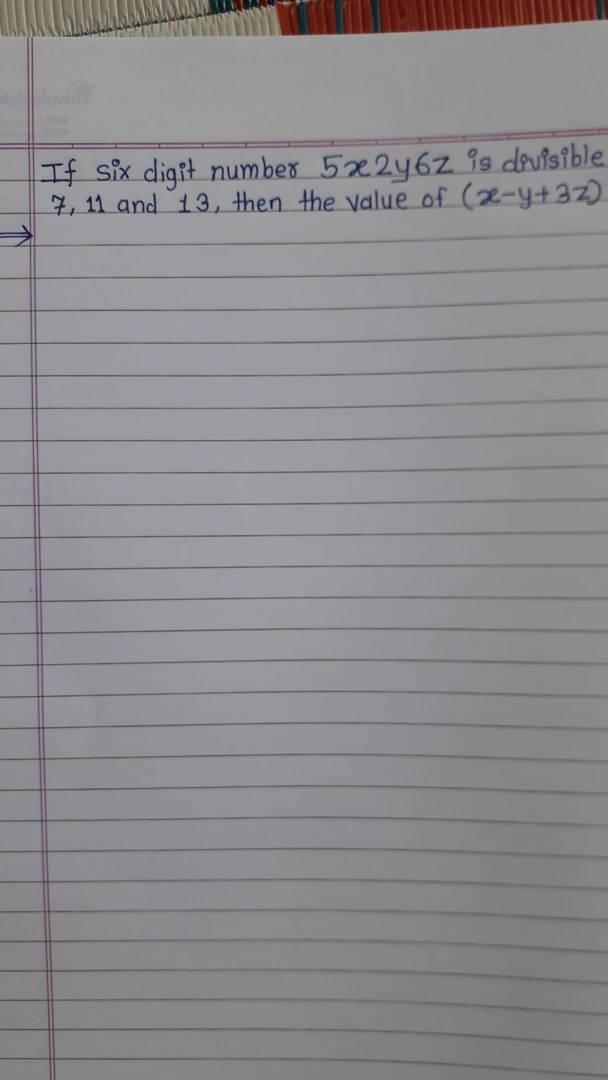 If six digit number 5x2y6z is divisible
7, 11 and 13, then the value of (x-y+3z)
⇒